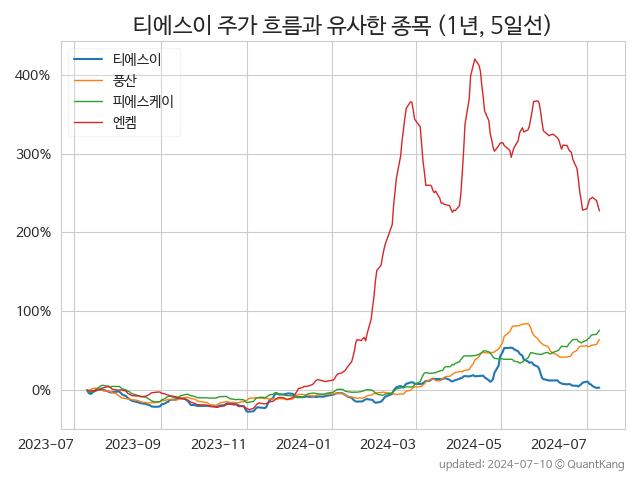 티에스이 주가 흐름과 유사한 종목 (1년, 5일선)
티에스이
풍산
피에스케이
엔켐
400%
300%
200%
100%
0%
2023-07 2023-09 2023-11 2024-01 2024-03 2024-05 2024-07
updated: 2024-07-10 © QuantKang